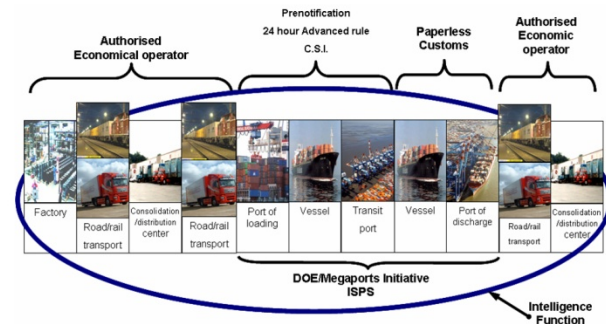 Prenotification
24 hour Advanced rule
C.S.I.
Authorised
Economical operator
Paperless
Customs
Authorised
Economic
operator
Factory
Road/rail
transport
Consolidation
/distribution
center
Road/rail
transport
Port of
loading
Vessel
Transit
port
Vessel
Port of
discharge
Road/rail
transport
Consolidation
/distribution
center
DOE/Megaports Initiative
ISPS
Intelligence
Function